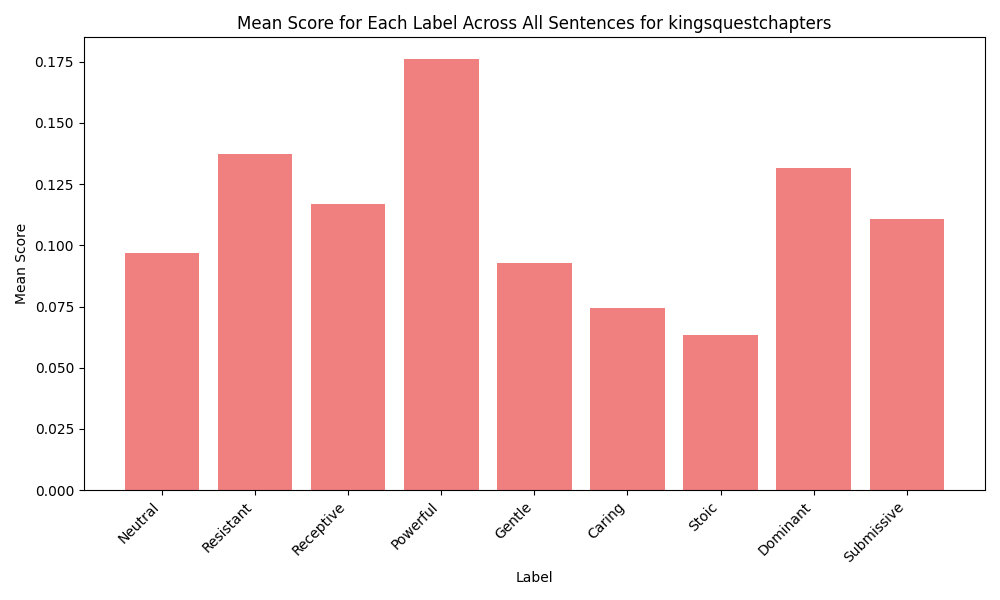 Mean Score for Each Label Across All Sentences for kingsquestchapters
Mean Score
0.175
0.150
0.125
0.100
0.075
0.050
0.025
0.000
Neutral
Resistant
Receptive
Powerful
Gentle
Caring
Stoic
Dominant
Submissive
Label